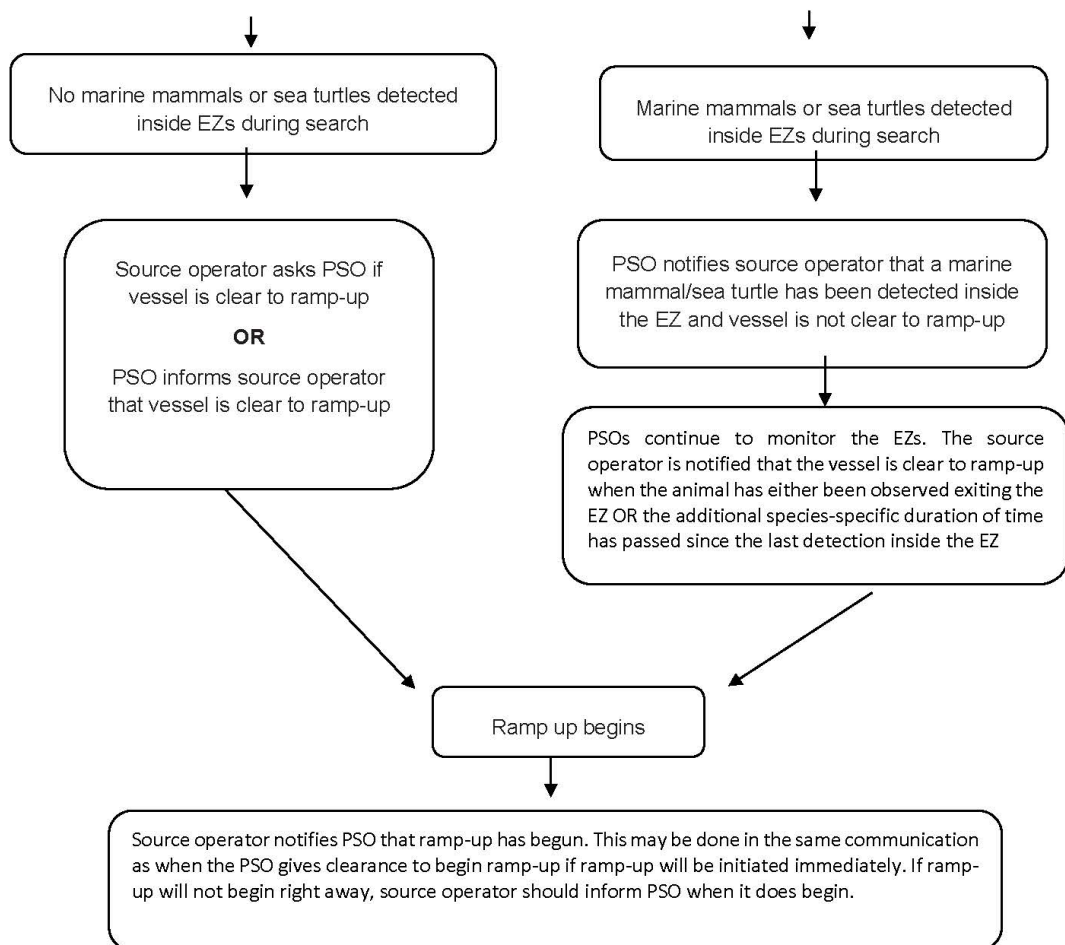 No marine mammals or sea turtles detected
inside EZs during search
Marine mammals or sea turtles detected
inside EZs during search
Source operator asks PSO if
vessel is clear to ramp-up
OR
PSO informs source operator
that vessel is clear to ramp-up
PSO notifies source operator that a marine
mammal/sea turtle has been detected inside
the EZ and vessel is not clear to ramp-up
PSOs continue to monitor the EZs. The source
operator is notified that the vessel is clear to ramp-up
when the animal has either been observed exiting the
EZ OR the additional species-specific duration of time
has passed since the last detection inside the EZ
Ramp up begins
Source operator notifies PSO that ramp-up has begun. This may be done in the same communication
as when the PSO gives clearance to begin ramp-up if ramp-up will be initiated immediately. If ramp-
up will not begin right away, source operator should inform PSO when it does begin.